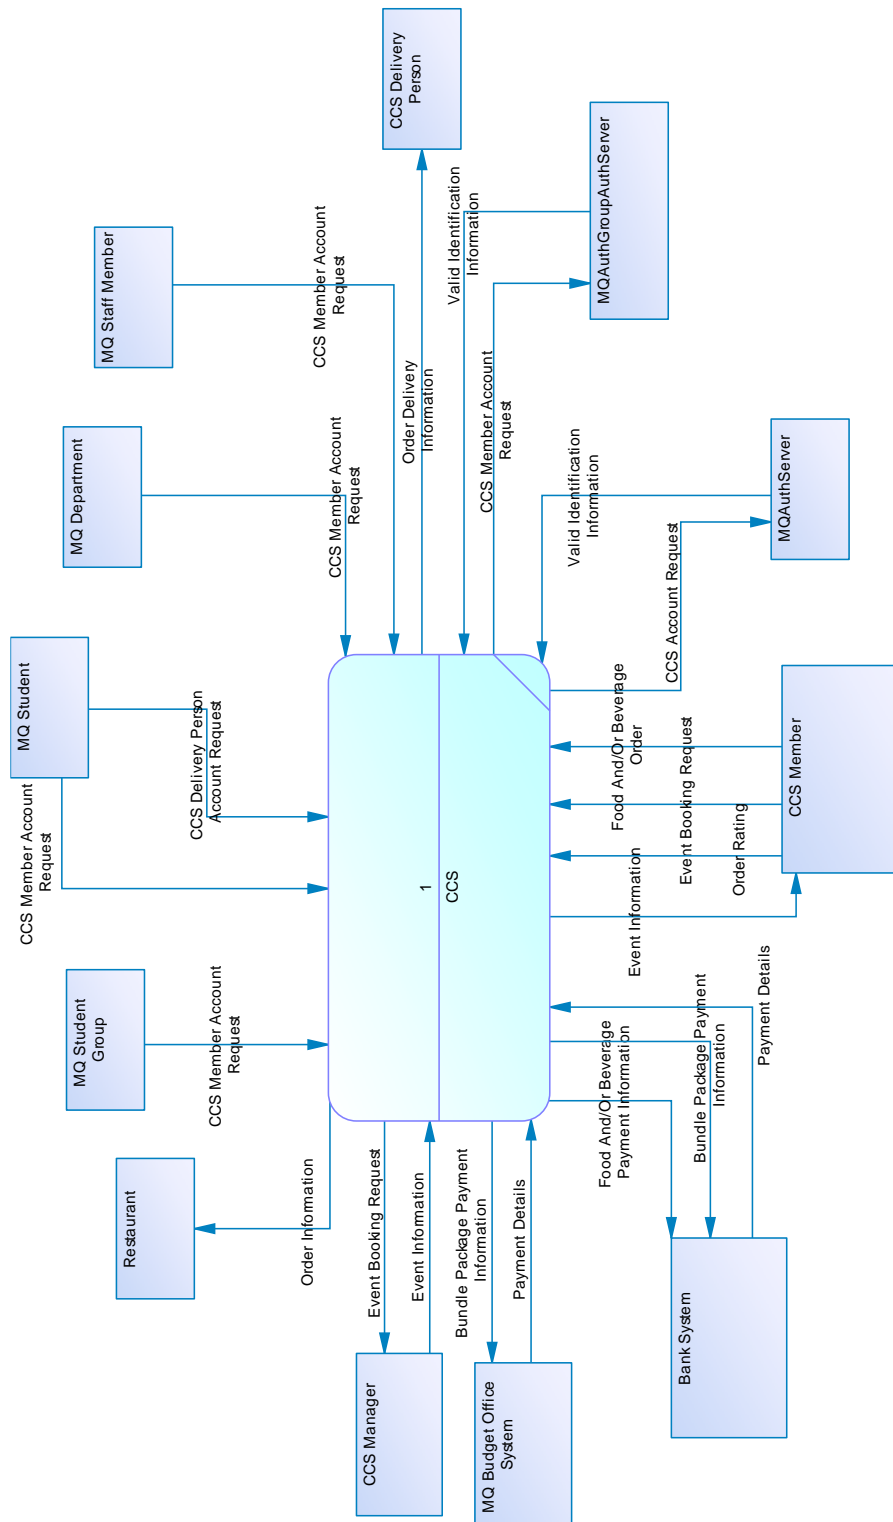 Restaurant
MQ Student
Group
MQ Student
MQ Department
MQ Staff Member
CCS Delivery
Person
Order Information
CCS Member Account
Request
CCS Member Account
Request
CCS Delivery Person
Account Request
CCS Member Account
Request
CCS Member Account
Request
Order Delivery
Information
CCS Manager
Event Booking Request
Event Information
1
CCS
Valid Identification
Information
CCS Member Account
Request
MQAuthGroupAuthServer
MQ Budget Office
System
Bundle Package Payment
Information
Payment Details
Food And/Or Beverage
Payment Information
Bundle Package Payment
Information
Payment Details
Event Information
Order Rating
Event Booking Request
Food And/Or Beverage
Order
CCS Account Request
Valid Identification
Information
Bank System
CCS Member
MQAuthServer